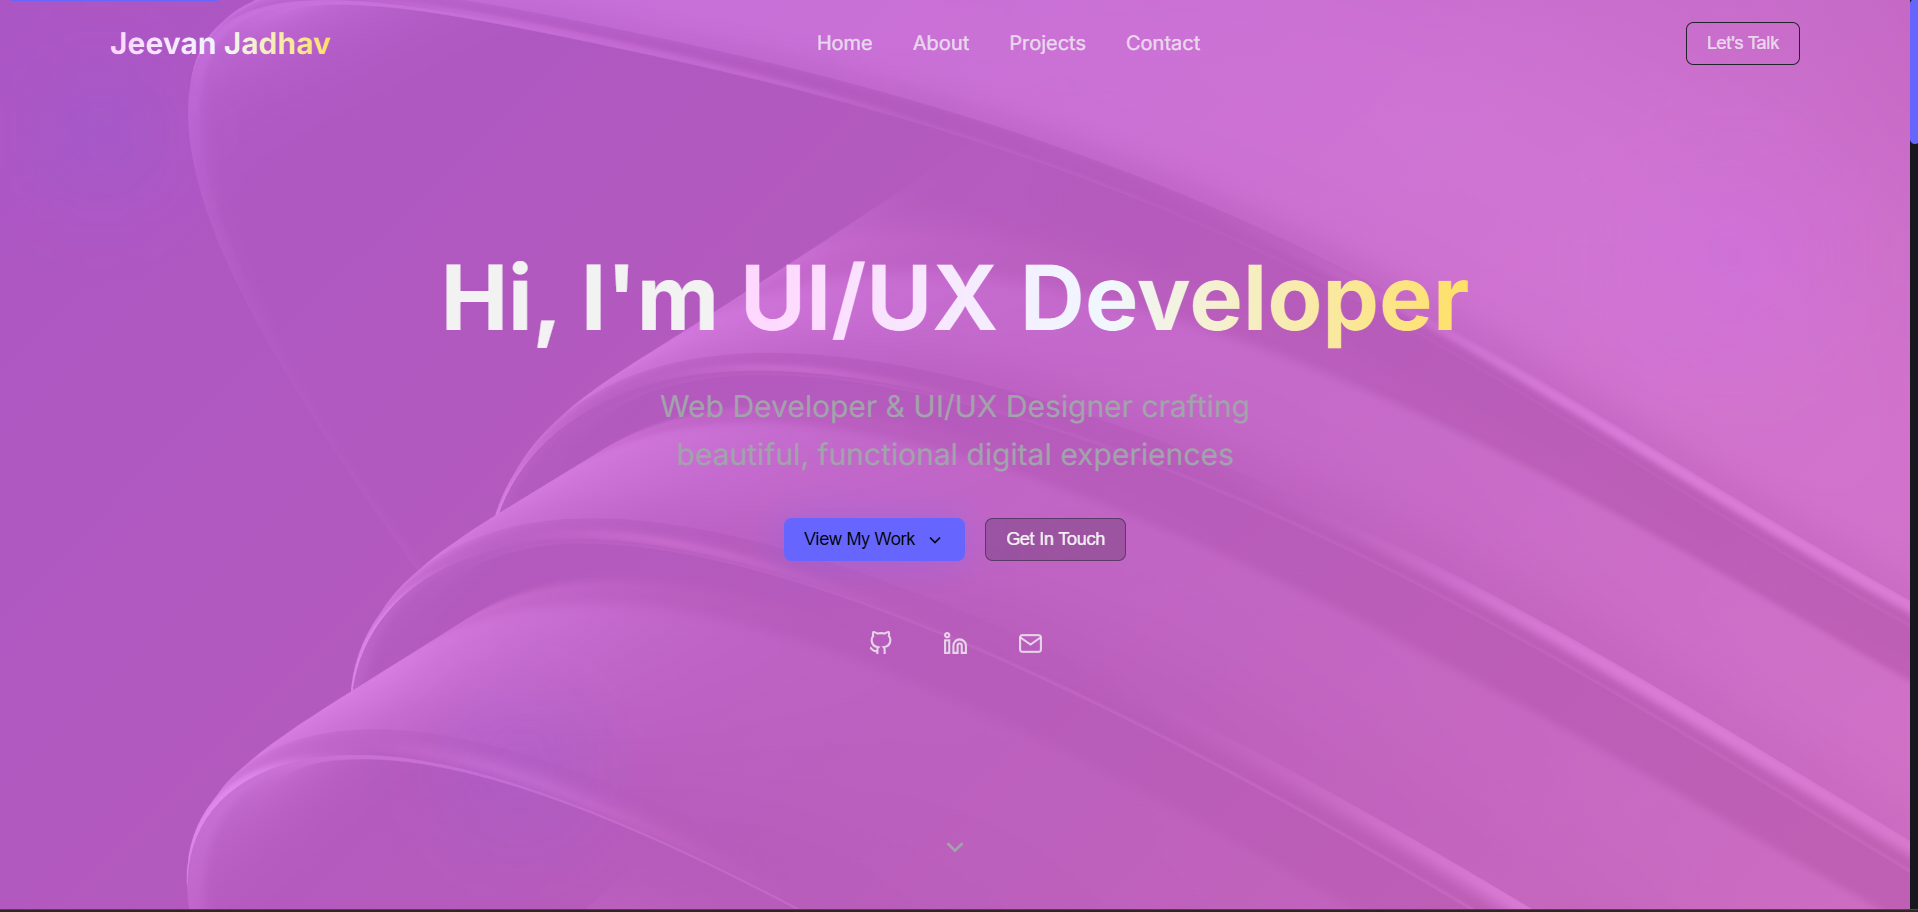 Jeevan Jadhav
Home About Projects Contact
Let's Talk
Hi, I'm UI/UX Developer
Web Developer & UI/UX Designer crafting
beautiful, functional digital experiences
View My Work
Get In Touch